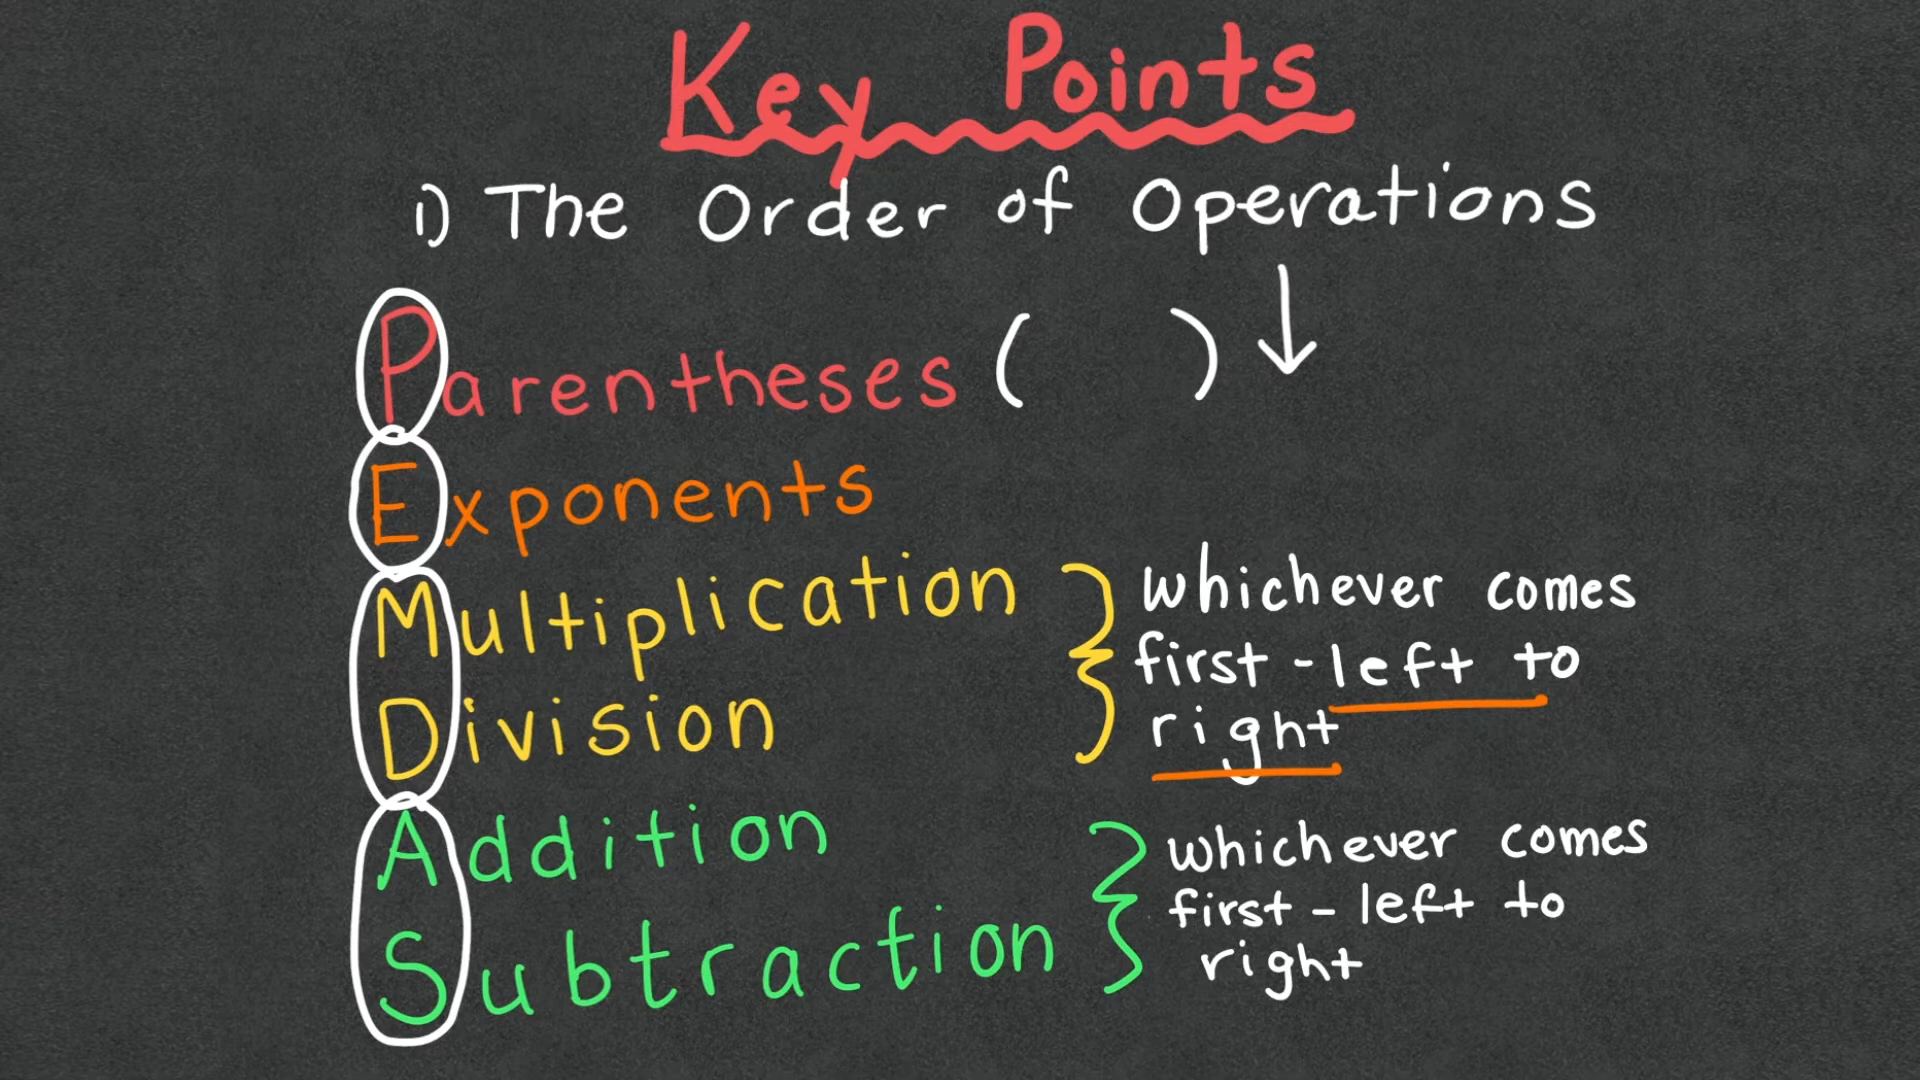 Key Points
1) The Order of Operations
Parentheses ( )
Exponents
Multiplication
Division
whichever comes
first - left to
right
Addition
Subtraction
whichever comes
first - left to
right